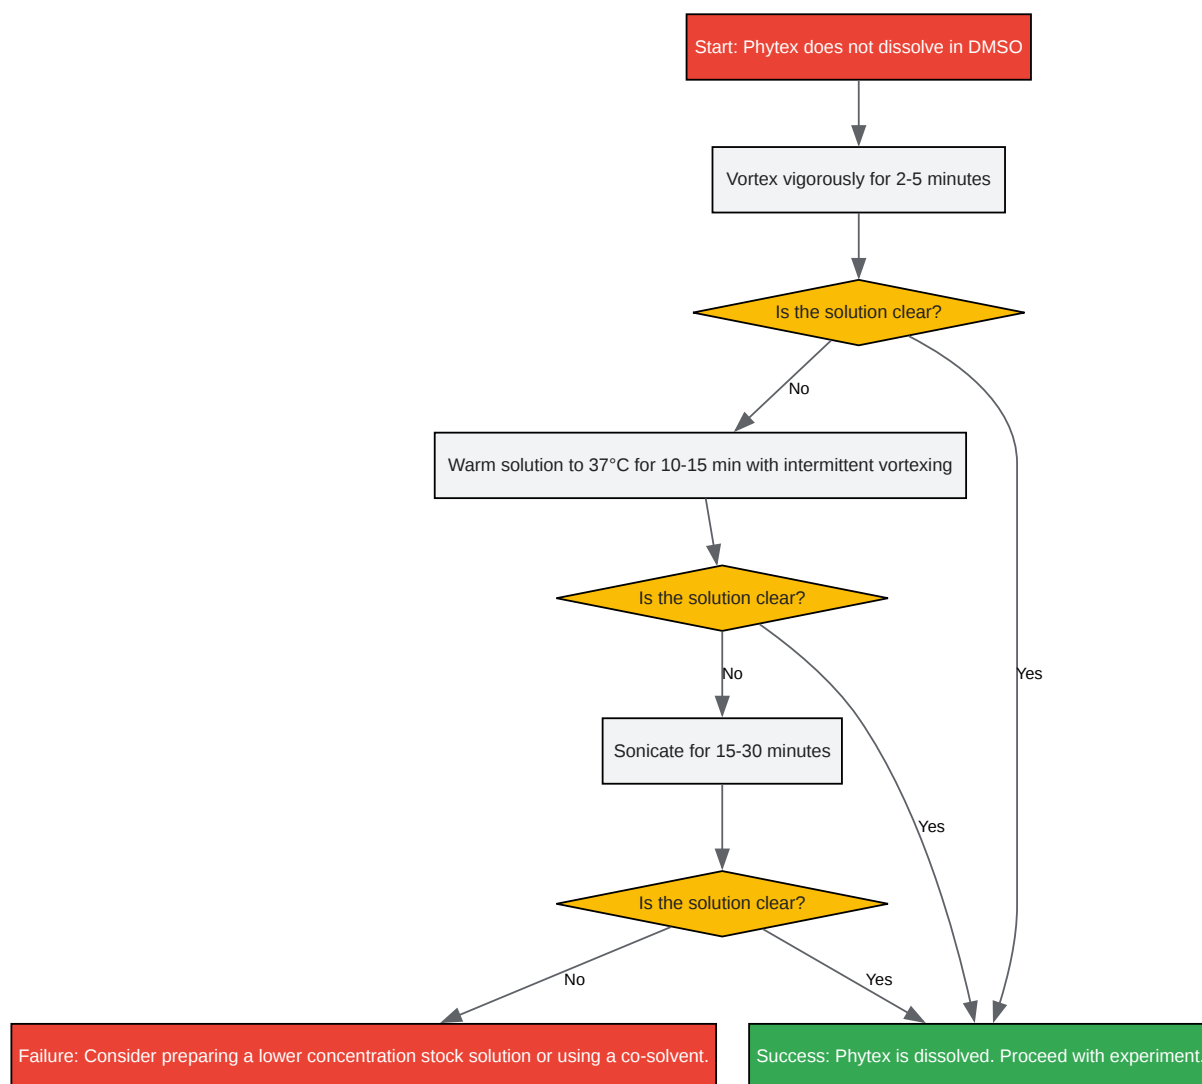 Start: Phytex does not dissolve in DMSO
Vortex vigorously for 2-5 minutes
Is the solution clear?
No
Warm solution to 37°C for 10-15 min with intermittent vortexing
Is the solution clear?
No
Yes
Sonicate for 15-30 minutes
Yes
Is the solution clear?
No
Yes
Failure: Consider preparing a lower concentration stock solution or using a co-solvent.
Success: Phytex is dissolved. Proceed with experiment.